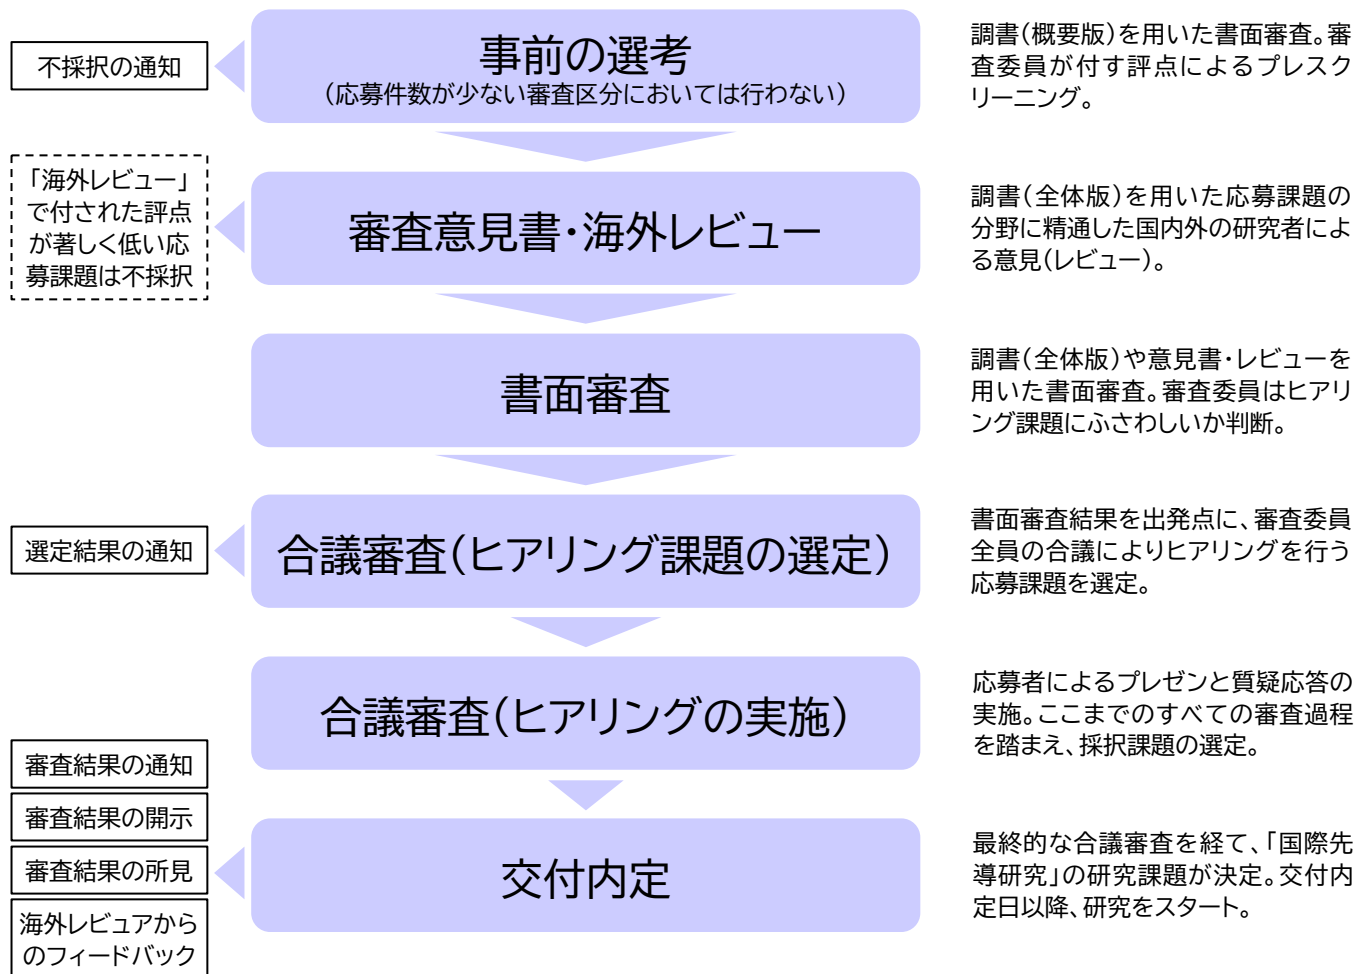 不採択の通知
事前の選考
（応募件数が少ない審査区分においては行わない）
調書（概要版）を用いた書面審査。審
査委員が付す評点によるプレスク
リーニング。
「海外レビュー」
で付された評点
が著しく低い応
募課題は不採択
審査意見書・海外レビュー
調書（全体版）を用いた応募課題の
分野に精通した国内外の研究者によ
る意見（レビュー）。
書面審査
調書（全体版）や意見書・レビューを
用いた書面審査。審査委員はヒアリ
ング課題にふさわしいか判断。
選定結果の通知
合議審査（ヒアリング課題の選定）
書面審査結果を出発点に、審査委員
全員の合議によりヒアリングを行う
応募課題を選定。
合議審査（ヒアリングの実施）
応募者によるプレゼンと質疑応答の
実施。ここまでのすべての審査過程
を踏まえ、採択課題の選定。
審査結果の通知
審査結果の開示
審査結果の所見
海外レビュアから
のフィードバック
交付内定
最終的な合議審査を経て、「国際先
導研究」の研究課題が決定。交付内
定日以降、研究をスタート。